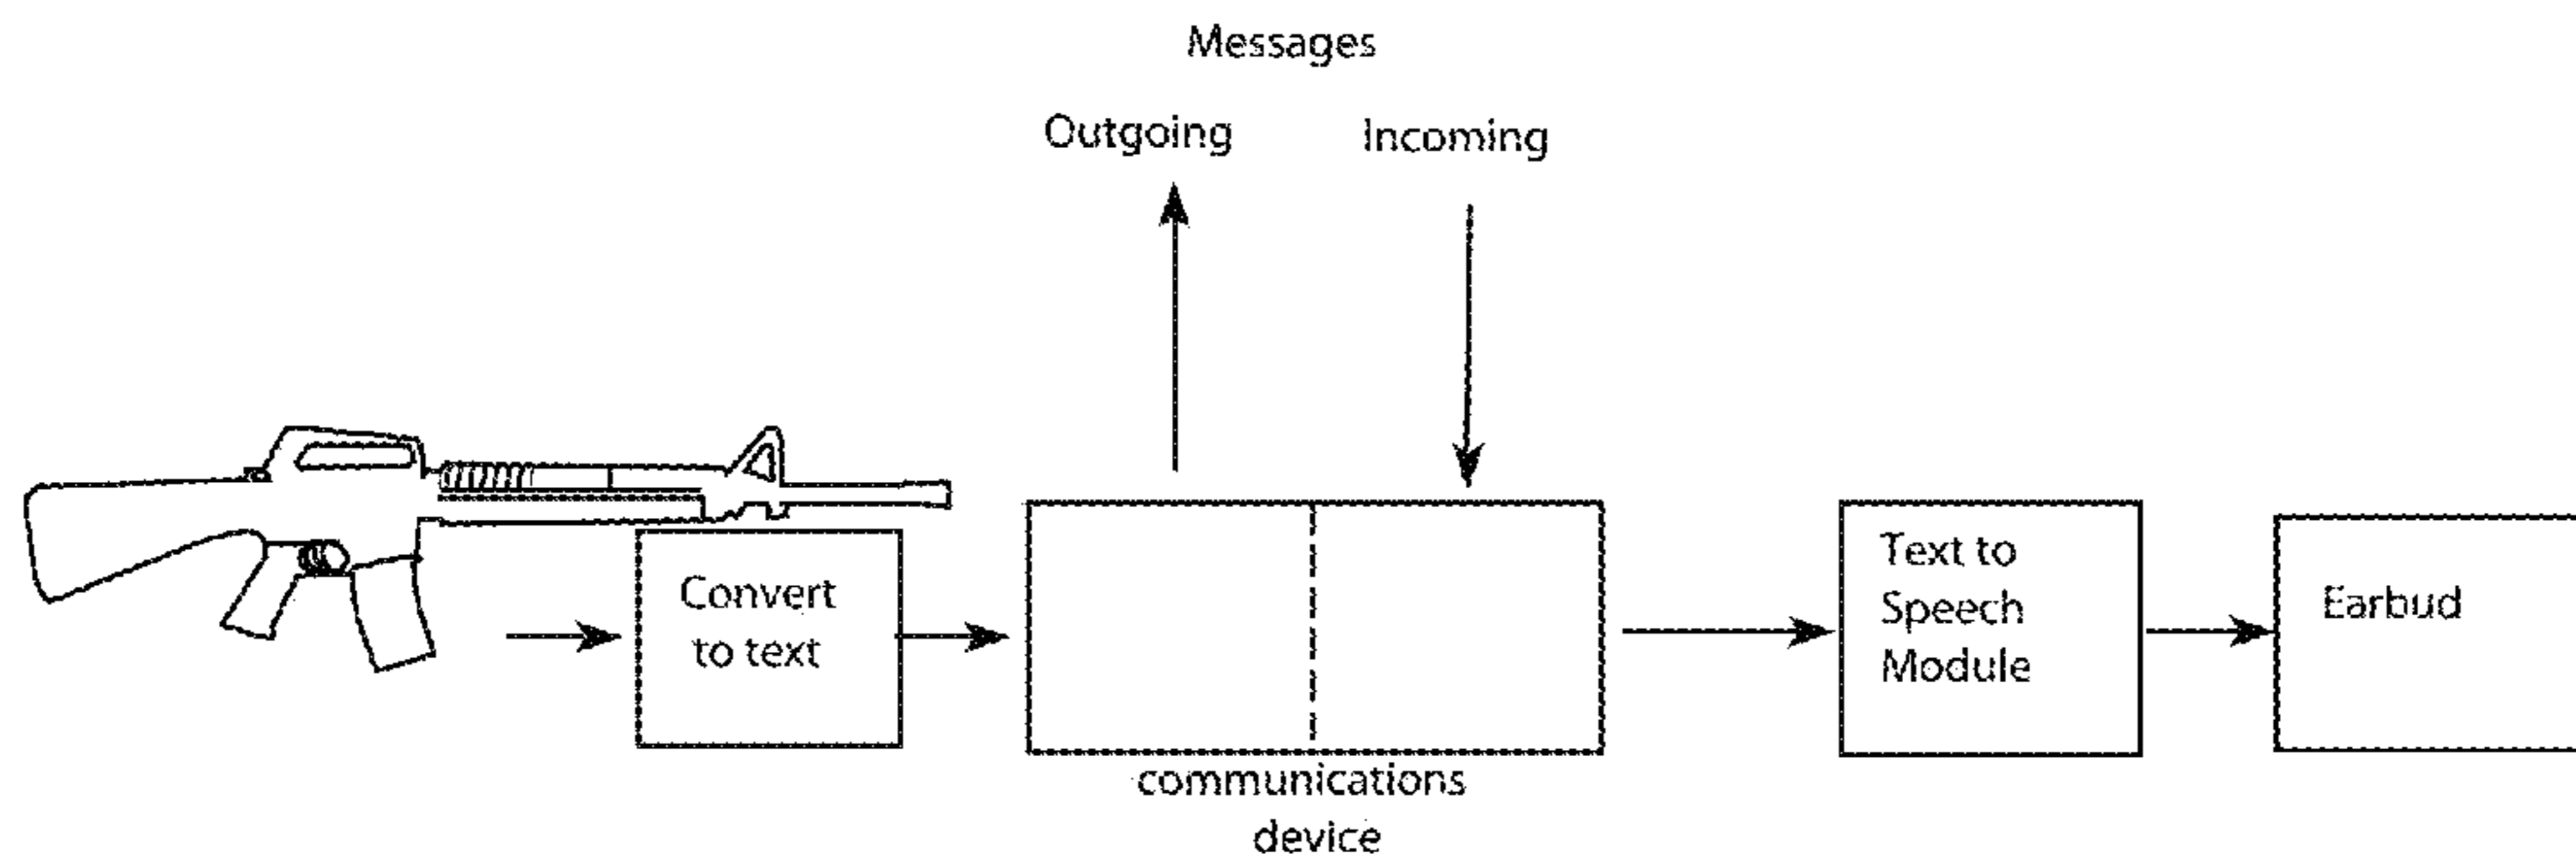 Messages
Outgoing
Incoming
Convert
to text
communications
device
Text to
Speech
Module
Earbud